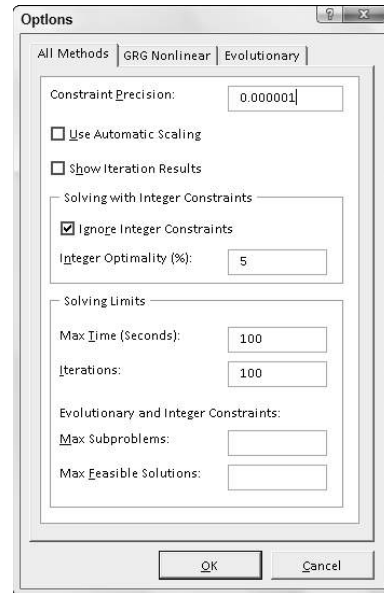 Options
All Methods GRG Nonlinear Evolutionary
Constraint Precision: 0.000001
Use Automatic Scaling
Show Iteration Results
Solving with Integer Constraints
Ignore Integer Constraints
Integer Optimality (%): 5
Solving Limits
Max Time (Seconds): 100
Iterations: 100
Evolutionary and Integer Constraints:
Max Subproblems:
Max Feasible Solutions:
OK Cancel